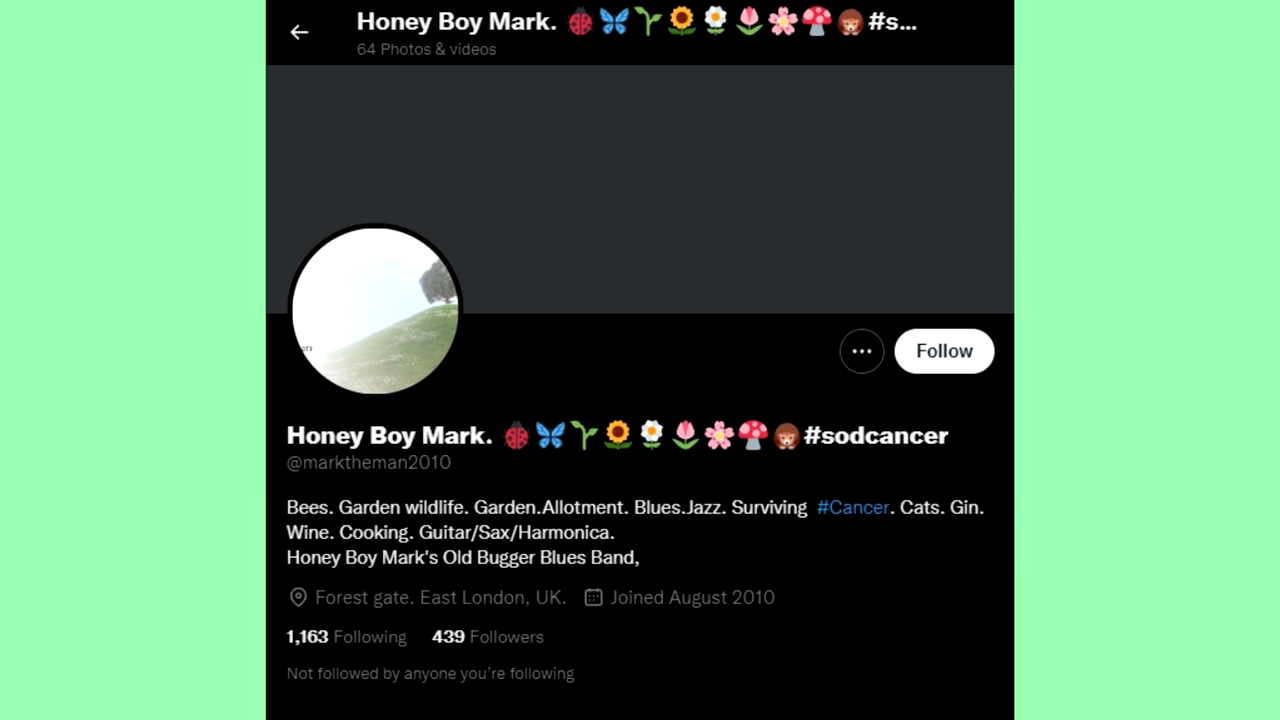 Honey Boy Mark. 🐞🦋🌱🌻🌼🌷🌸🍄🦔#s...
64 Photos & videos
Follow
Honey Boy Mark. 🐞🦋🌱🌻🌼🌷🌸🍄🦔#sodcancer
@marktheman2010
Bees. Garden wildlife. Garden.Allotment. Blues.Jazz. Surviving #Cancer. Cats. Gin.
Wine. Cooking. Guitar/Sax/Harmonica.
Honey Boy Mark's Old Bugger Blues Band,
Forest gate. East London, UK. Joined August 2010
1,163 Following 439 Followers
Not followed by anyone you're following